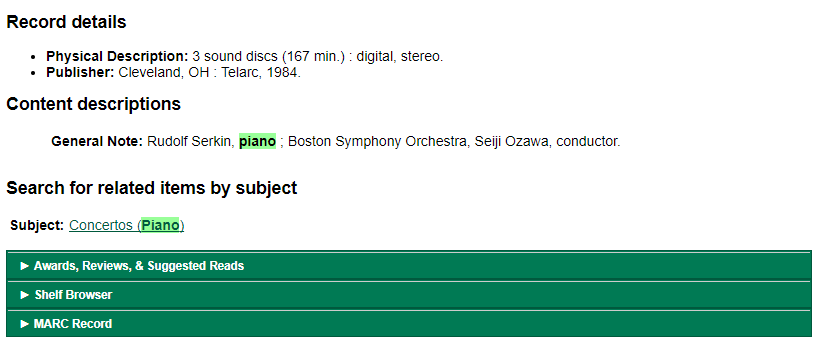 Record details
• Physical Description: 3 sound discs (167 min.) : digital, stereo.
• Publisher: Cleveland, OH : Telarc, 1984.
Content descriptions
General Note: Rudolf Serkin, piano ; Boston Symphony Orchestra, Seiji Ozawa, conductor.
Search for related items by subject
Subject: Concertos (Piano)
► Awards, Reviews, & Suggested Reads
► Shelf Browser
► MARC Record